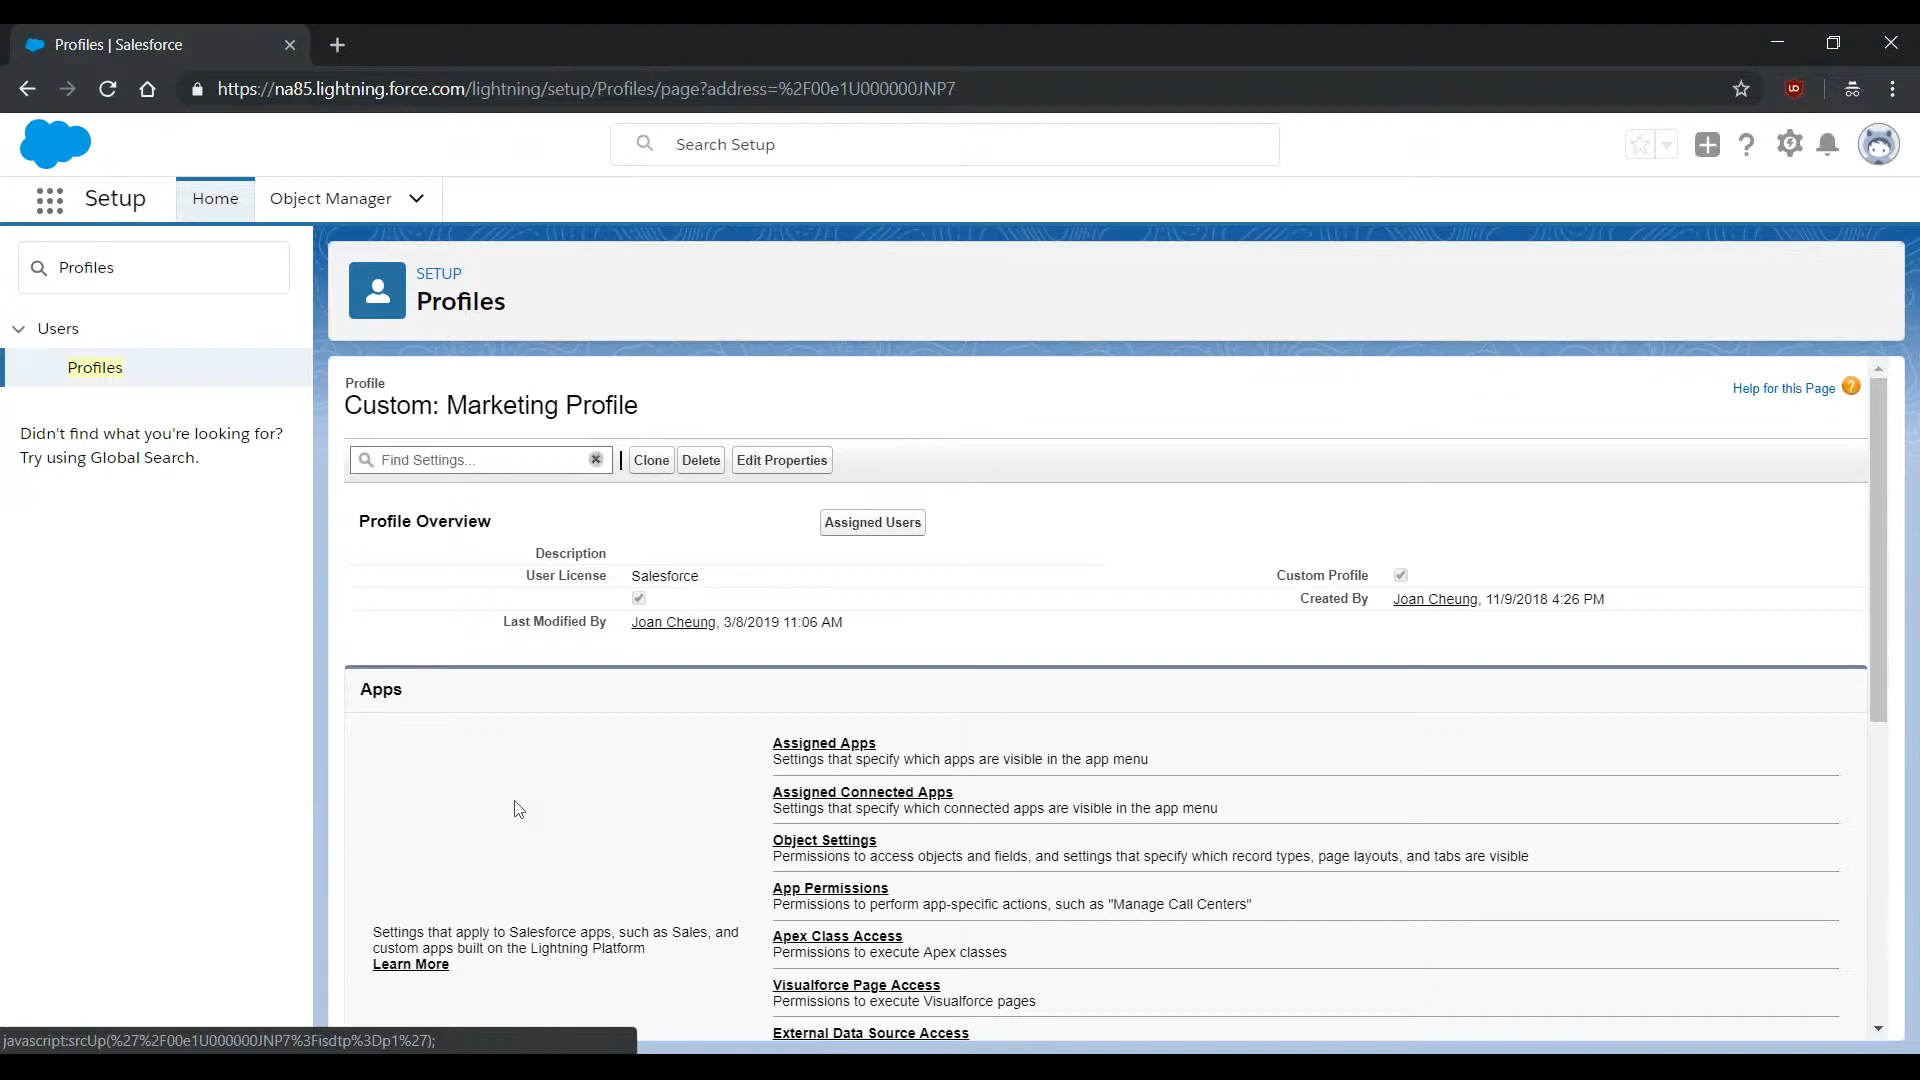 Profiles | Salesforce
https://na85.lightning.force.com/lightning/setup/Profiles/page?address=%2F00e1U000000JNP7
Search Setup
Setup
Home
Object Manager
Profiles
Users
Profiles
Didn't find what you're looking for?
Try using Global Search.
SETUP
Profiles
Profile
Custom: Marketing Profile
Help for this Page ?
Find Settings...
Clone
Delete
Edit Properties
Profile Overview
Assigned Users
Description
User License Salesforce
Custom Profile
Created By Joan Cheung, 11/9/2018 4:26 PM
Last Modified By Joan Cheung, 3/8/2019 11:06 AM
Apps
Settings that apply to Salesforce apps, such as Sales, and
custom apps built on the Lightning Platform
Learn More
Assigned Apps
Settings that specify which apps are visible in the app menu
Assigned Connected Apps
Settings that specify which connected apps are visible in the app menu
Object Settings
Permissions to access objects and fields, and settings that specify which record types, page layouts, and tabs are visible
App Permissions
Permissions to perform app-specific actions, such as "Manage Call Centers"
Apex Class Access
Permissions to execute Apex classes
Visualforce Page Access
Permissions to execute Visualforce pages
External Data Source Access
javascript:srcUp(%27%2F00e1U000000JNP7%3Fisdtp%3Dp1%27);